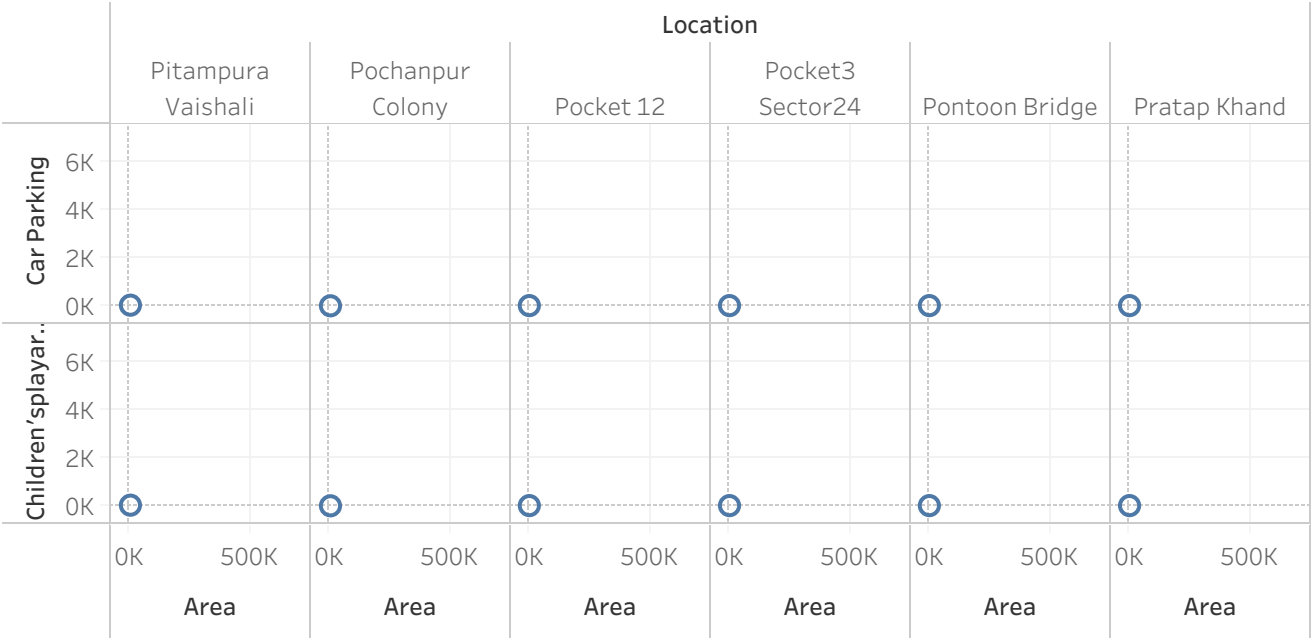 Location
Pitampura
Vaishali
Pochanpur
Colony
Pocket 12
Pocket3
Sector24
Pontoon Bridge
Pratap Khand
Car Parking
6K
4K
2K
0K
Children'splayar..
6K
4K
2K
0K
0K 500K 0K 500K 0K 500K 0K 500K 0K 500K 0K 500K
Area Area Area Area Area Area